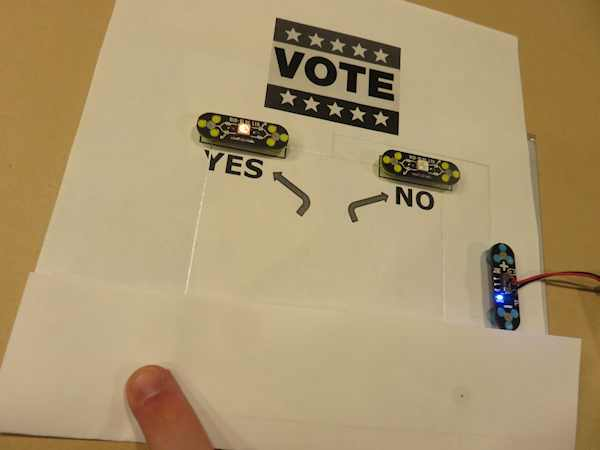 VOTE
YES
NO